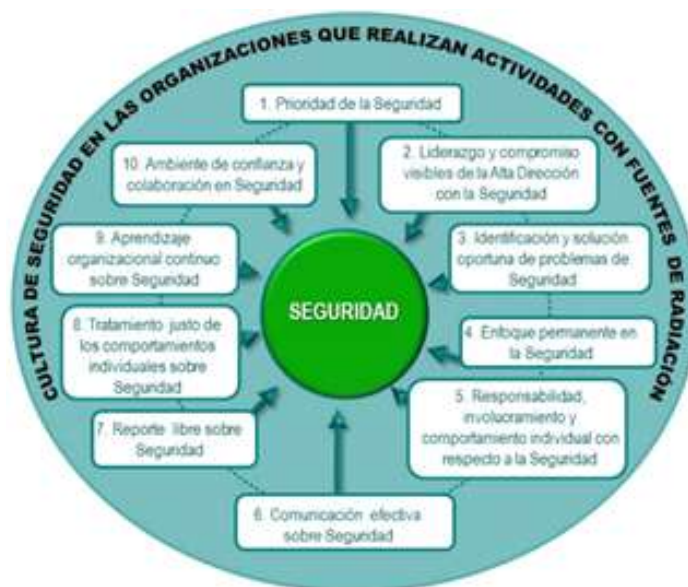 CULTURA DE SEGURIDAD EN LAS ORGANIZACIONES QUE REALIZAN ACTIVIDADES CON FUENTES DE RADIACIÓN
1. Prioridad de la Seguridad
2. Liderazgo y compromiso
visibles de la Alta Dirección
con la Seguridad
3. Identificación y solución
oportuna de problemas de
Seguridad
4 Enfoque permanente en
la Seguridad
5. Responsabilidad,
involucramiento y
comportamiento individual con
respecto a la Seguridad
6. Comunicación efectiva
sobre Seguridad
7. Reporte libre sobre
Seguridad
8. Tratamiento justo de
los comportamientos
individuales sobre
Seguridad
9. Aprendizaje
organizacional continuo
sobre Seguridad
10. Ambiente de confianza y
colaboración en Seguridad
SEGURIDAD